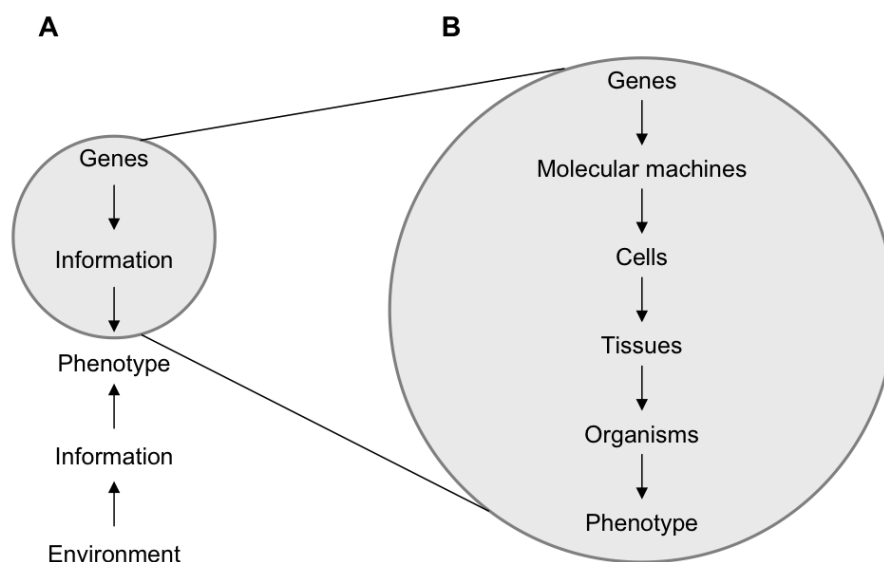 A
Genes
Information
Phenotype
Information
Environment
B
Genes
Molecular machines
Cells
Tissues
Organisms
Phenotype